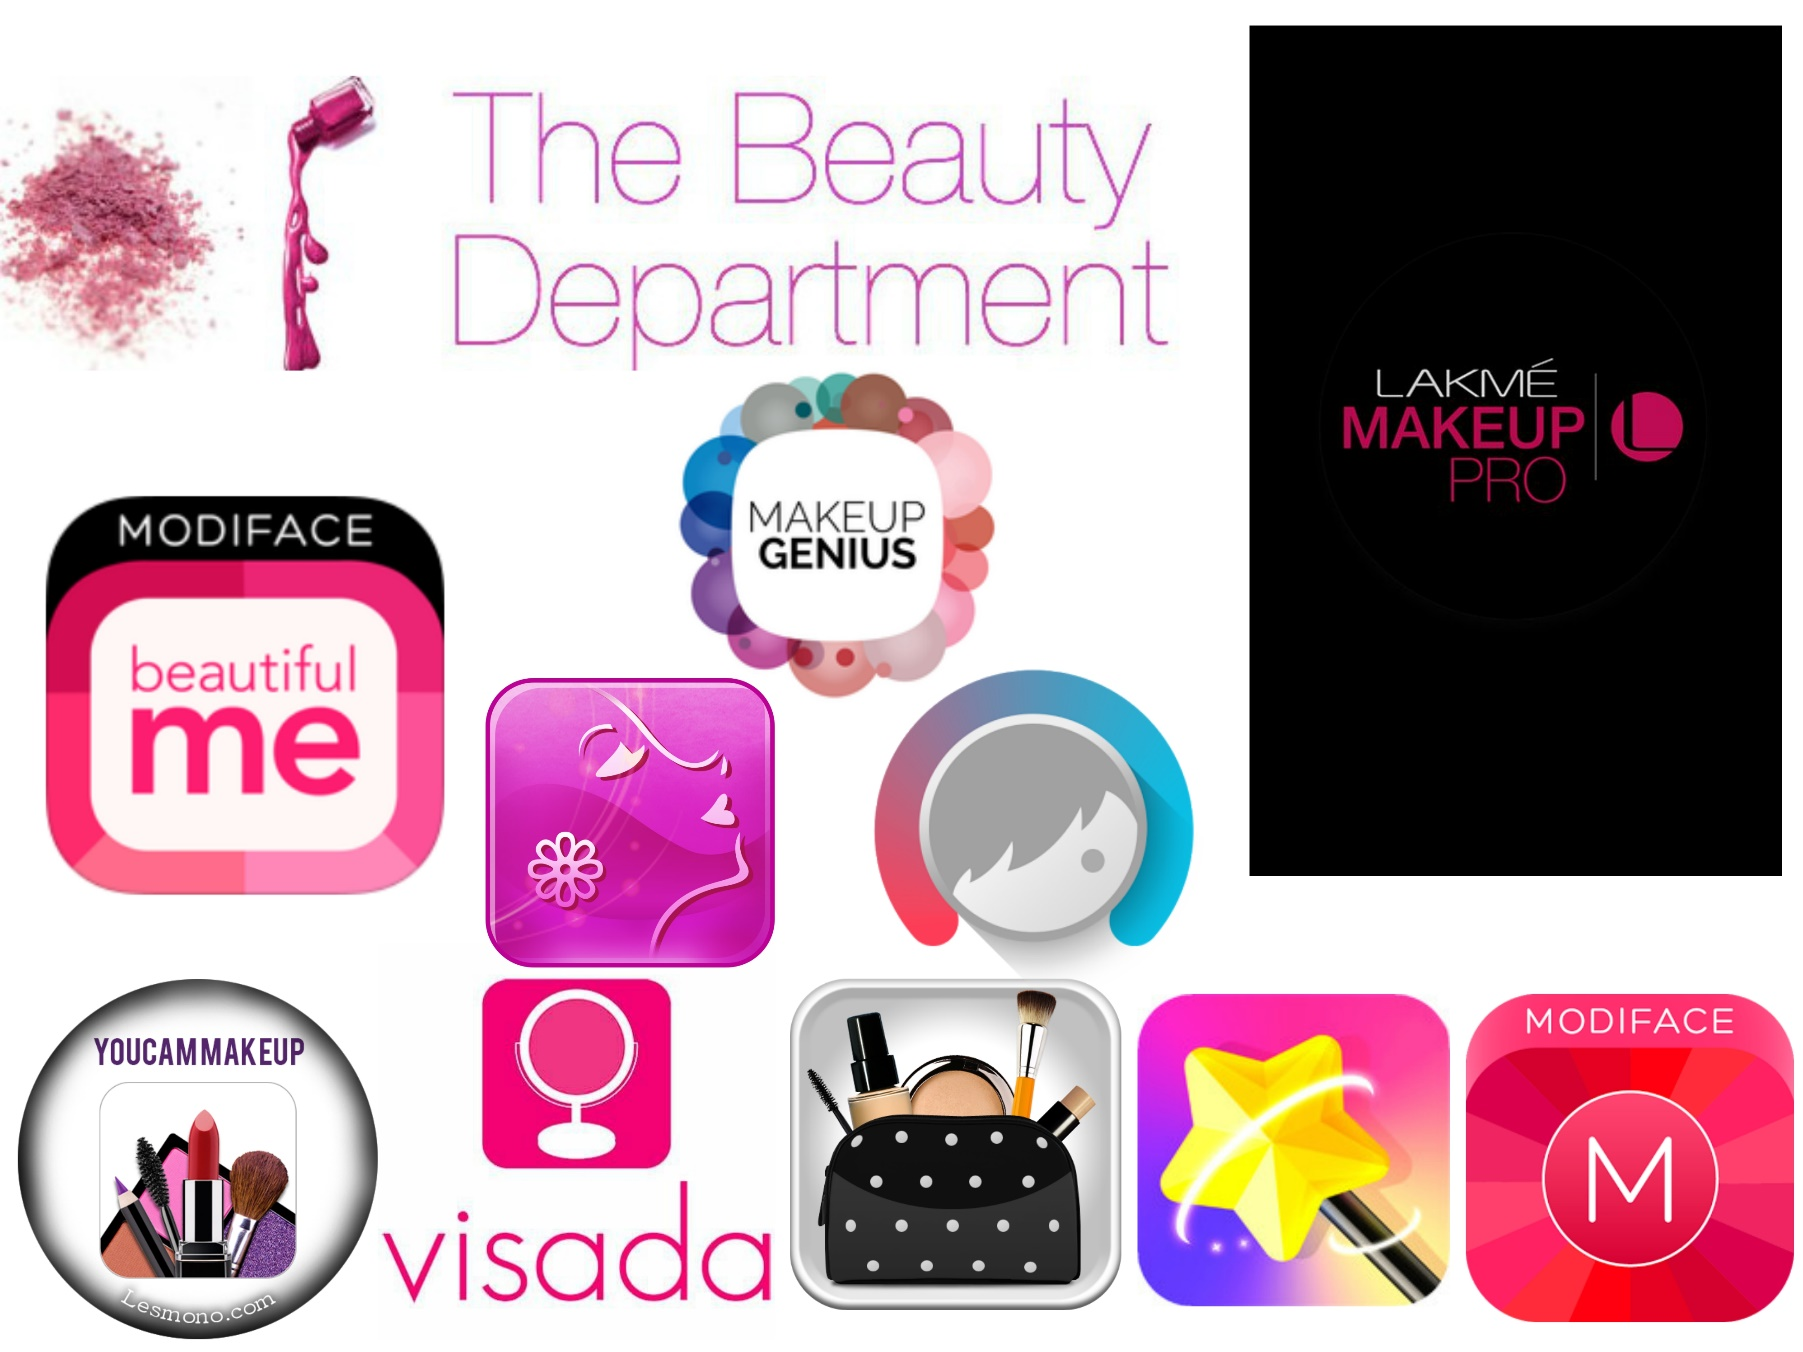 The Beauty
Department
LAKMÉ
MAKEUP
PRO
MAKEUP
GENIUS
MODIFACE
beautiful
me
YOUCAMMAKEUP
Lesmono.com
visada
MODIFACE
M